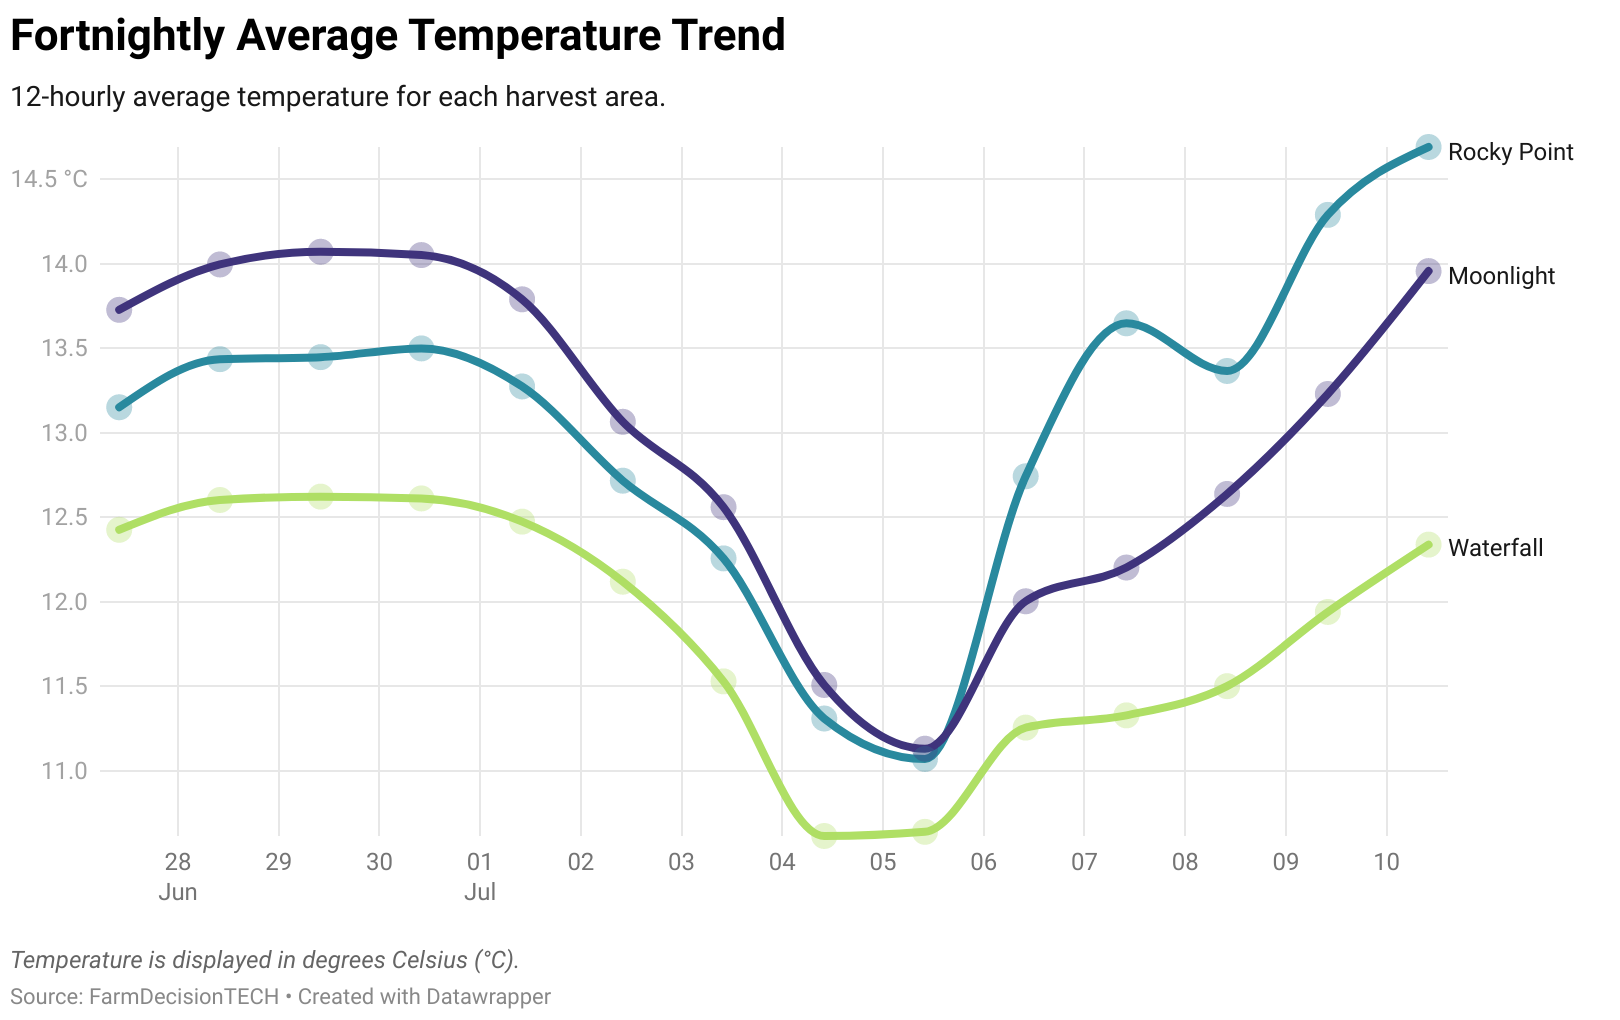 Fortnightly Average Temperature Trend
12-hourly average temperature for each harvest area.
Rocky Point
14.5 °C
14.0
Moonlight
13.5
13.0
12.5
Waterfall
12.0
11.5
11.0
28 29 30 01 02 03 04 05 06 07 08 09 10
Jun Jul
Temperature is displayed in degrees Celsius (°C).
Source: FarmDecisionTECH • Created with Datawrapper